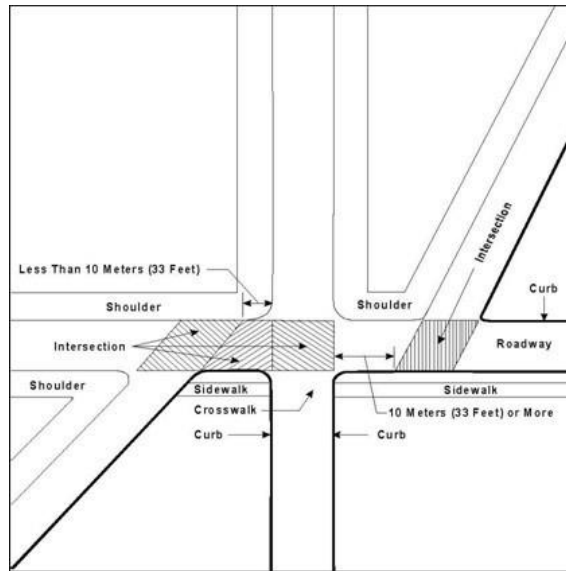 Intersection
Less Than 10 Meters (33 Feet)
Shoulder
Shoulder
Curb
Intersection
Roadway
Shoulder
Sidewalk
Sidewalk
Crosswalk
10 Meters (33 Feet) or More
Curb
Curb